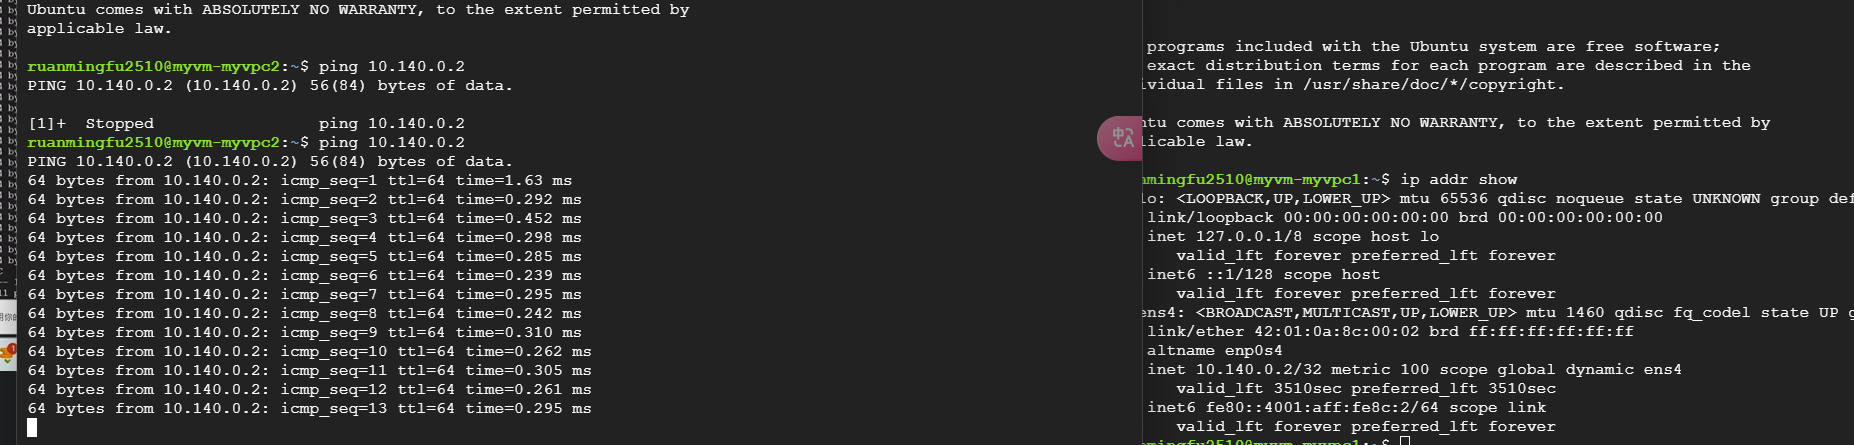 Ubuntu comes with ABSOLUTELY NO WARRANTY, to the extent permitted by
applicable law.
ruanmingfu2510@myvm-myvpc2:~$ ping 10.140.0.2
PING 10.140.0.2 (10.140.0.2) 56(84) bytes of data.
[1]+  Stopped                 ping 10.140.0.2
ruanmingfu2510@myvm-myvpc2:~$ ping 10.140.0.2
PING 10.140.0.2 (10.140.0.2) 56(84) bytes of data.
64 bytes from 10.140.0.2: icmp_seq=1 ttl=64 time=1.63 ms
64 bytes from 10.140.0.2: icmp_seq=2 ttl=64 time=0.292 ms
64 bytes from 10.140.0.2: icmp_seq=3 ttl=64 time=0.452 ms
64 bytes from 10.140.0.2: icmp_seq=4 ttl=64 time=0.298 ms
64 bytes from 10.140.0.2: icmp_seq=5 ttl=64 time=0.285 ms
64 bytes from 10.140.0.2: icmp_seq=6 ttl=64 time=0.239 ms
64 bytes from 10.140.0.2: icmp_seq=7 ttl=64 time=0.295 ms
64 bytes from 10.140.0.2: icmp_seq=8 ttl=64 time=0.242 ms
64 bytes from 10.140.0.2: icmp_seq=9 ttl=64 time=0.310 ms
64 bytes from 10.140.0.2: icmp_seq=10 ttl=64 time=0.262 ms
64 bytes from 10.140.0.2: icmp_seq=11 ttl=64 time=0.305 ms
64 bytes from 10.140.0.2: icmp_seq=12 ttl=64 time=0.261 ms
64 bytes from 10.140.0.2: icmp_seq=13 ttl=64 time=0.295 ms
中A
programs included with the Ubuntu system are free software;
exact distribution terms for each program are described in the
ividual files in /usr/share/doc/*/copyright.
ntu comes with ABSOLUTELY NO WARRANTY, to the extent permitted by
licable law.
nmingfu2510@myvm-myvpc1:~$ ip addr show
lo: <LOOPBACK,UP,LOWER_UP> mtu 65536 qdisc noqueue state UNKNOWN group def
link/loopback 00:00:00:00:00:00 brd 00:00:00:00:00:00
inet 127.0.0.1/8 scope host lo
valid_lft forever preferred_lft forever
inet6 ::1/128 scope host
valid_lft forever preferred_lft forever
ens4: <BROADCAST,MULTICAST,UP,LOWER_UP> mtu 1460 qdisc fq_codel state UP g
link/ether 42:01:0a:8c:00:02 brd ff:ff:ff:ff:ff:ff
altname enp0s4
inet 10.140.0.2/32 metric 100 scope global dynamic ens4
valid_lft 3510sec preferred_lft 3510sec
inet6 fe80::4001:aff:fe8c:2/64 scope link
valid_lft forever preferred_lft forever
nmingfu2510@myvm-myvpc1:~$